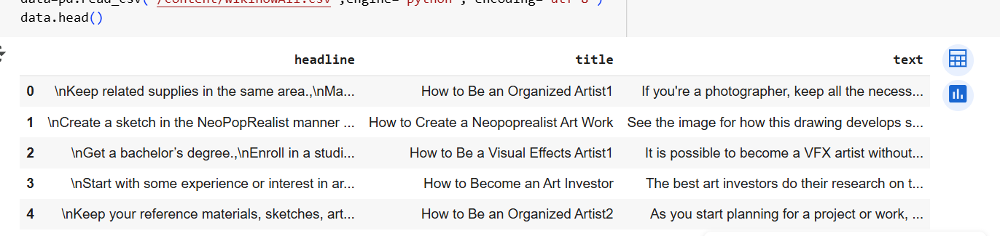 data=pd.read_csv("/content/wikihowAll.csv",engine="python", encoding="utf-8")
data.head()
headline title text
0 \nKeep related supplies in the same area.,\nMa... How to Be an Organized Artist1 If you're a photographer, keep all the necess...
1 \nCreate a sketch in the NeoPopRealist manner ... How to Create a Neopoprealist Art Work See the image for how this drawing develops s...
2 \nGet a bachelor’s degree.,\nEnroll in a studi... How to Be a Visual Effects Artist1 It is possible to become a VFX artist without...
3 \nStart with some experience or interest in ar... How to Become an Art Investor The best art investors do their research on t...
4 \nKeep your reference materials, sketches, art... How to Be an Organized Artist2 As you start planning for a project or work, ...